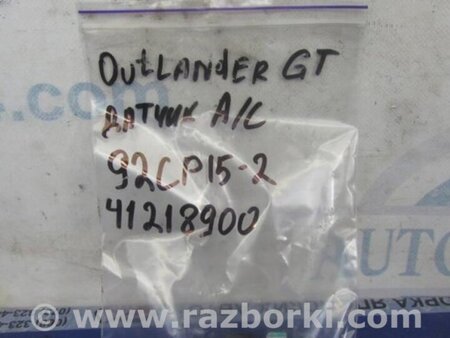 OUTLANDER GT
ДАТЧИК A/C
92CP15-2
41218900
www.razborki.com